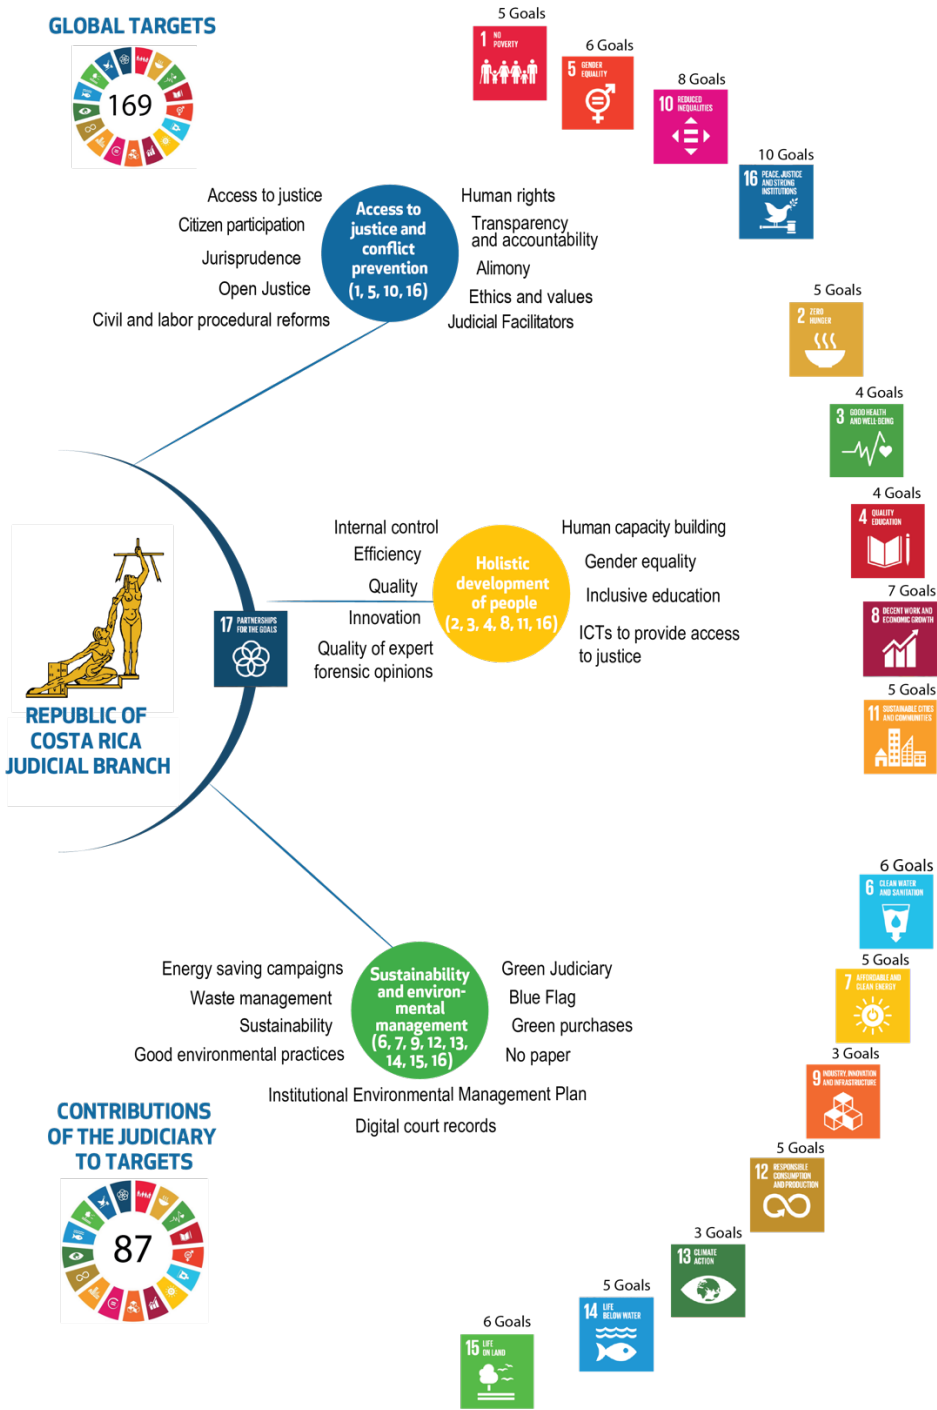 GLOBAL TARGETS
169
5 Goals
1 NO
POVERTY
6 Goals
5 GENDER
EQUALITY
8 Goals
10 REDUCED
INEQUALITIES
10 Goals
16 PEACE, JUSTICE
AND STRONG
INSTITUTIONS
Access to justice
Citizen participation
Jurisprudence
Open Justice
Civil and labor procedural reforms
Access to
justice and
conflict
prevention
(1, 5, 10, 16)
Human rights
Transparency
and accountability
Alimony
Ethics and values
Judicial Facilitators
5 Goals
2 ZERO
HUNGER
4 Goals
3 GOOD HEALTH
AND WELL-BEING
4 Goals
4 QUALITY
EDUCATION
7 Goals
8 DECENT WORK AND
ECONOMIC GROWTH
5 Goals
11 SUSTAINABLE CITIES
AND COMMUNITIES
Internal control
Efficiency
Quality
Innovation
Quality of expert
forensic opinions
Holistic
development
of people
(2, 3, 4, 8, 11, 16)
Human capacity building
Gender equality
Inclusive education
ICTs to provide access
to justice
17 PARTNERSHIPS
FOR THE GOALS
REPUBLIC OF
COSTA RICA
JUDICIAL BRANCH
6 Goals
6 CLEAN WATER
AND SANITATION
5 Goals
7 AFFORDABLE AND
CLEAN ENERGY
3 Goals
9 INDUSTRY, INNOVATION
AND INFRASTRUCTURE
5 Goals
12 RESPONSIBLE
CONSUMPTION
AND PRODUCTION
3 Goals
13 CLIMATE
ACTION
5 Goals
14 LIFE
BELOW WATER
6 Goals
15 LIFE
ON LAND
Energy saving campaigns
Waste management
Sustainability
Good environmental practices
Sustainability
and environ-
mental
management
(6, 7, 9, 12, 13,
14, 15, 16)
Green Judiciary
Blue Flag
Green purchases
No paper
Institutional Environmental Management Plan
Digital court records
CONTRIBUTIONS
OF THE JUDICIARY
TO TARGETS
87